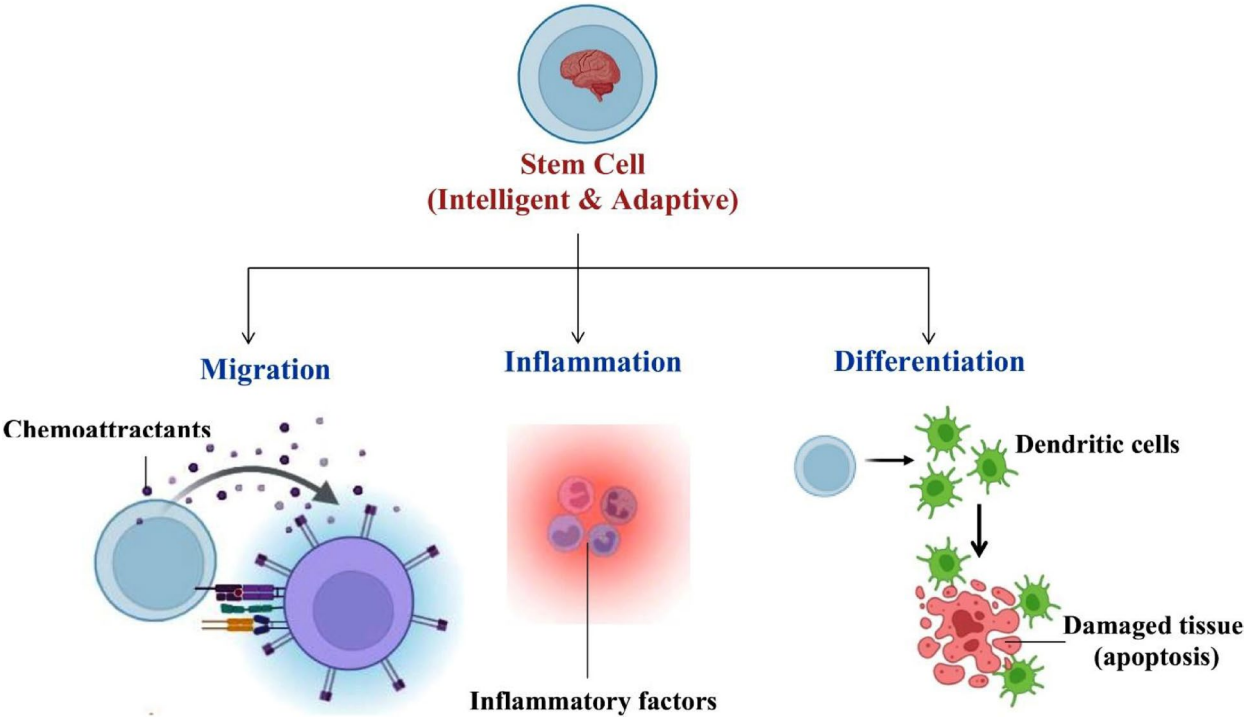 Stem Cell
(Intelligent & Adaptive)
Migration
Inflammation
Differentiation
Chemoattractants
Dendritic cells
Damaged tissue
(apoptosis)
Inflammatory factors